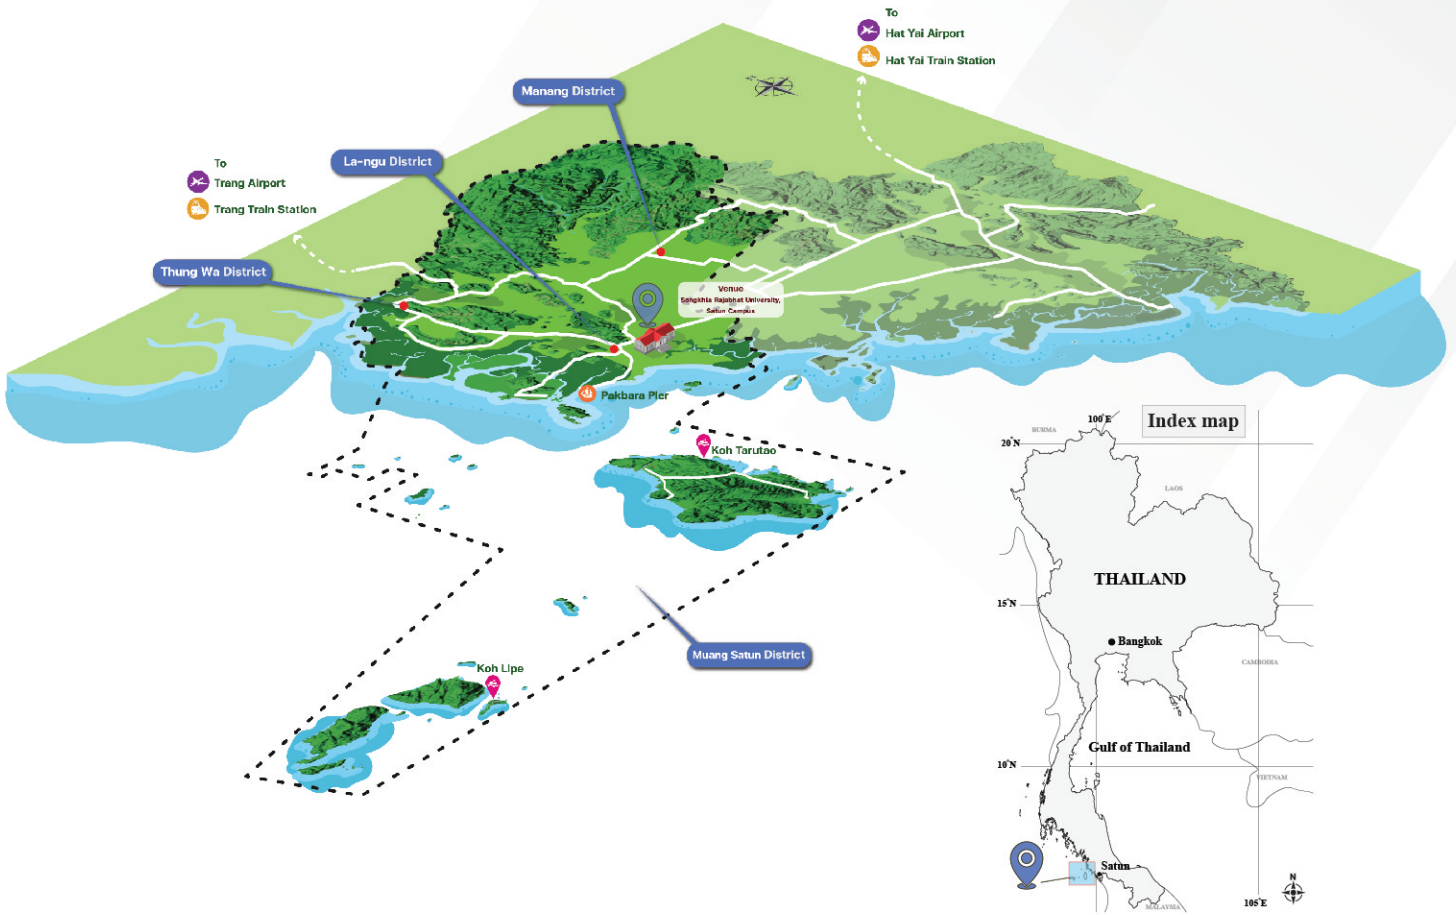 To
Hat Yai Airport
Hat Yai Train Station
Manang District
La-ngu District
To
Trang Airport
Trang Train Station
Thung Wa District
Venue
Songkhla Rajabhat University,
Satun Campus
Pakbara Pier
Koh Tarutao
Muang Satun District
Koh Lipe
Index map
100°E
BURMA
20°N
LAOS
THAILAND
15°N
Bangkok
CAMBODIA
Gulf of Thailand
10°N
VIETNAM
Satun
N
105°E
MALAYSIA